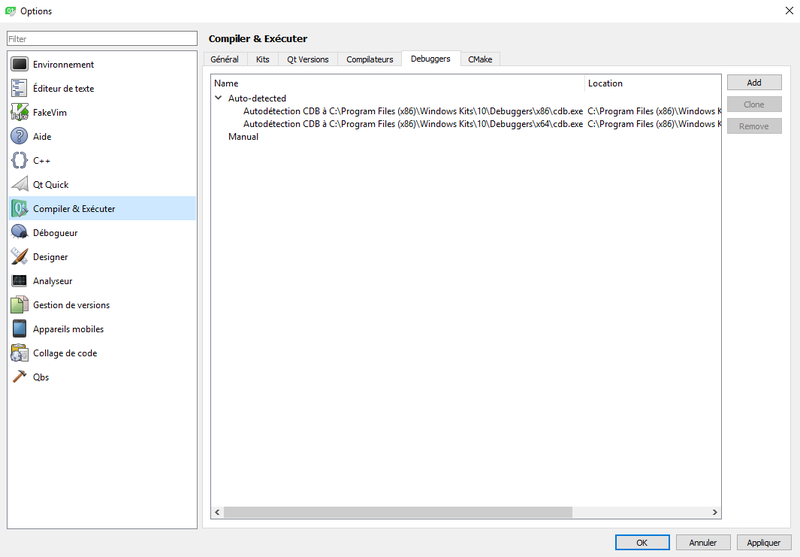 Options
Filter
Environnement
Éditeur de texte
FakeVim
Aide
C++
Qt Quick
Compiler & Exécuter
Débogueur
Designer
Analyseur
Gestion de versions
Appareils mobiles
Collage de code
Qbs
Compiler & Exécuter
Général Kits Qt Versions Compilateurs Debuggers CMake
Name Location
Auto-detected
Autodétection CDB à C:\Program Files (x86)\Windows Kits\10\Debuggers\x86\cdb.exe C:\Program Files (x86)\Windows K
Autodétection CDB à C:\Program Files (x86)\Windows Kits\10\Debuggers\x64\cdb.exe C:\Program Files (x86)\Windows K
Manual
Add
Clone
Remove
OK Annuler Appliquer